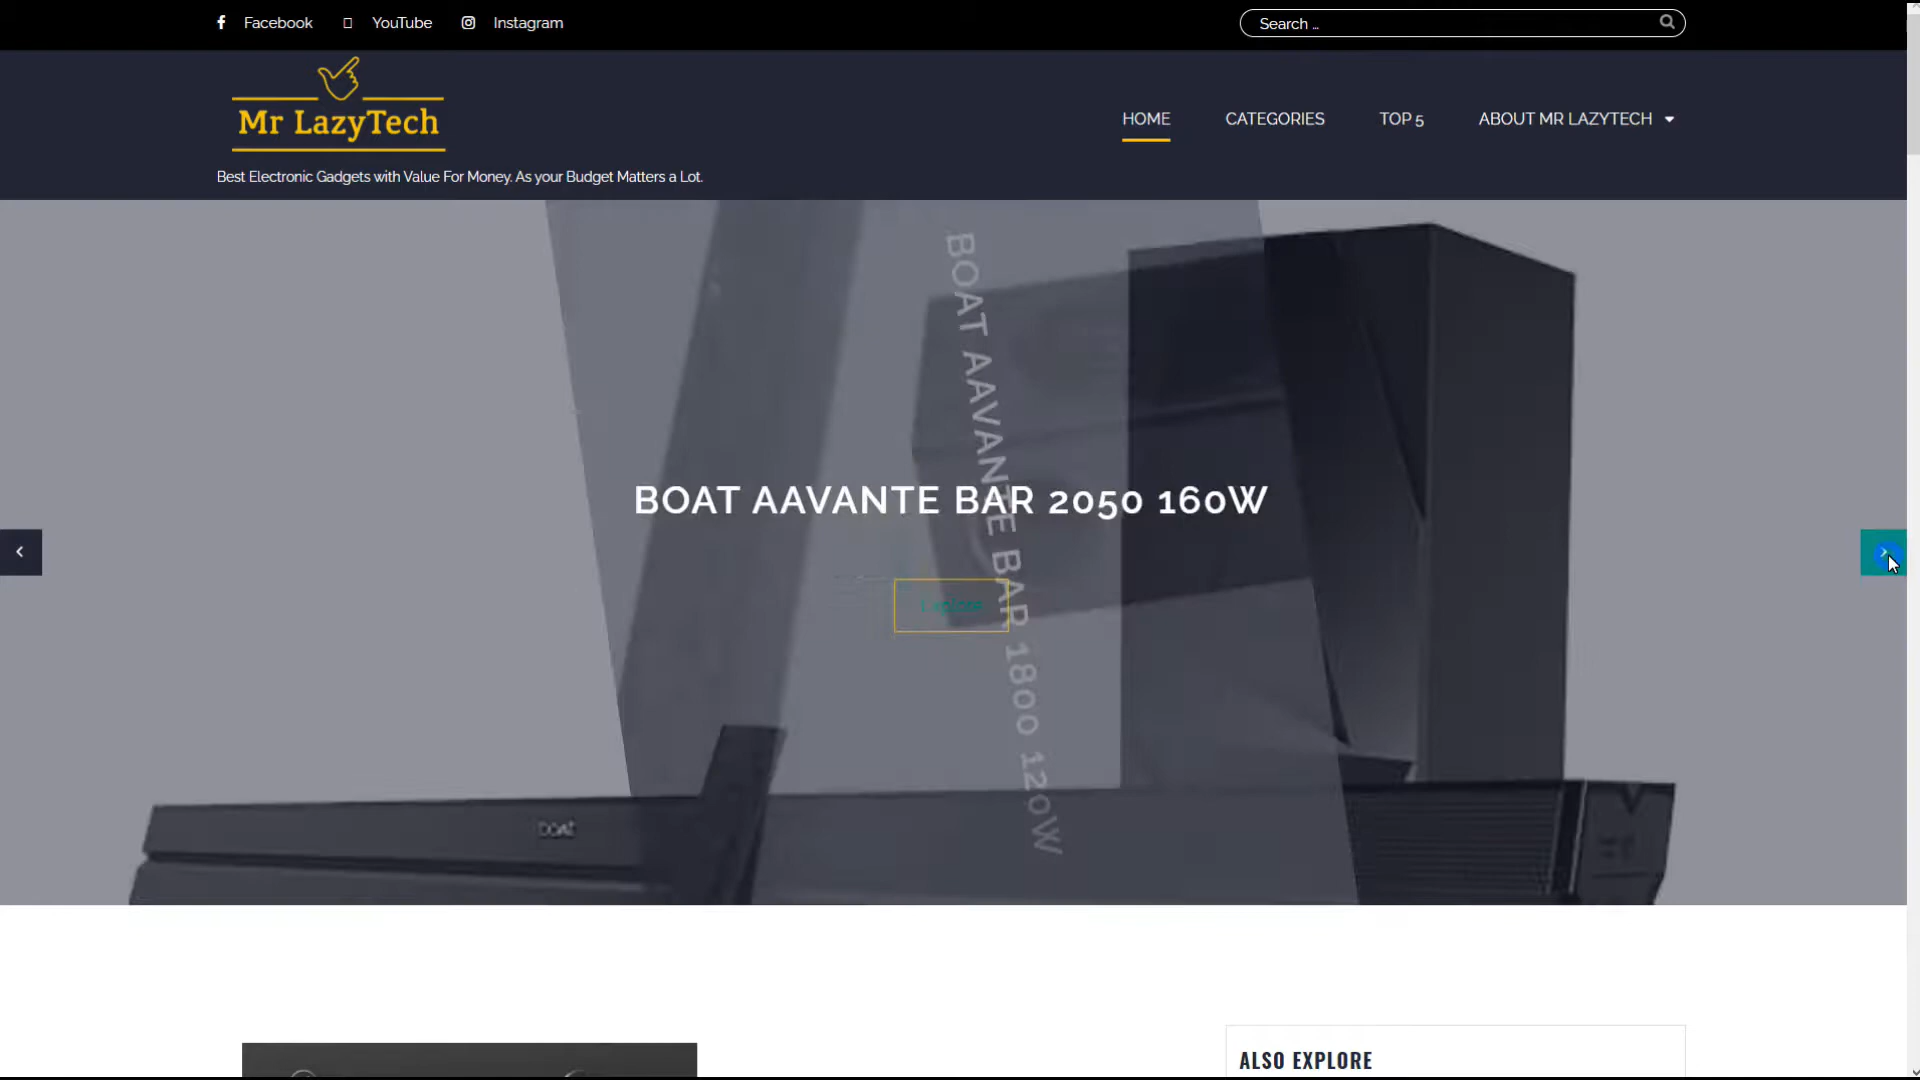 Facebook
YouTube
Instagram
Search ...
Mr LazyTech
HOME
CATEGORIES
TOP 5
ABOUT MR LAZYTECH
Best Electronic Gadgets with Value For Money. As your Budget Matters a Lot.
BOAT AAVANTE BAR 1800 120W
BOAT AAVANTE BAR 2050 160W
Explore
boAt
ALSO EXPLORE